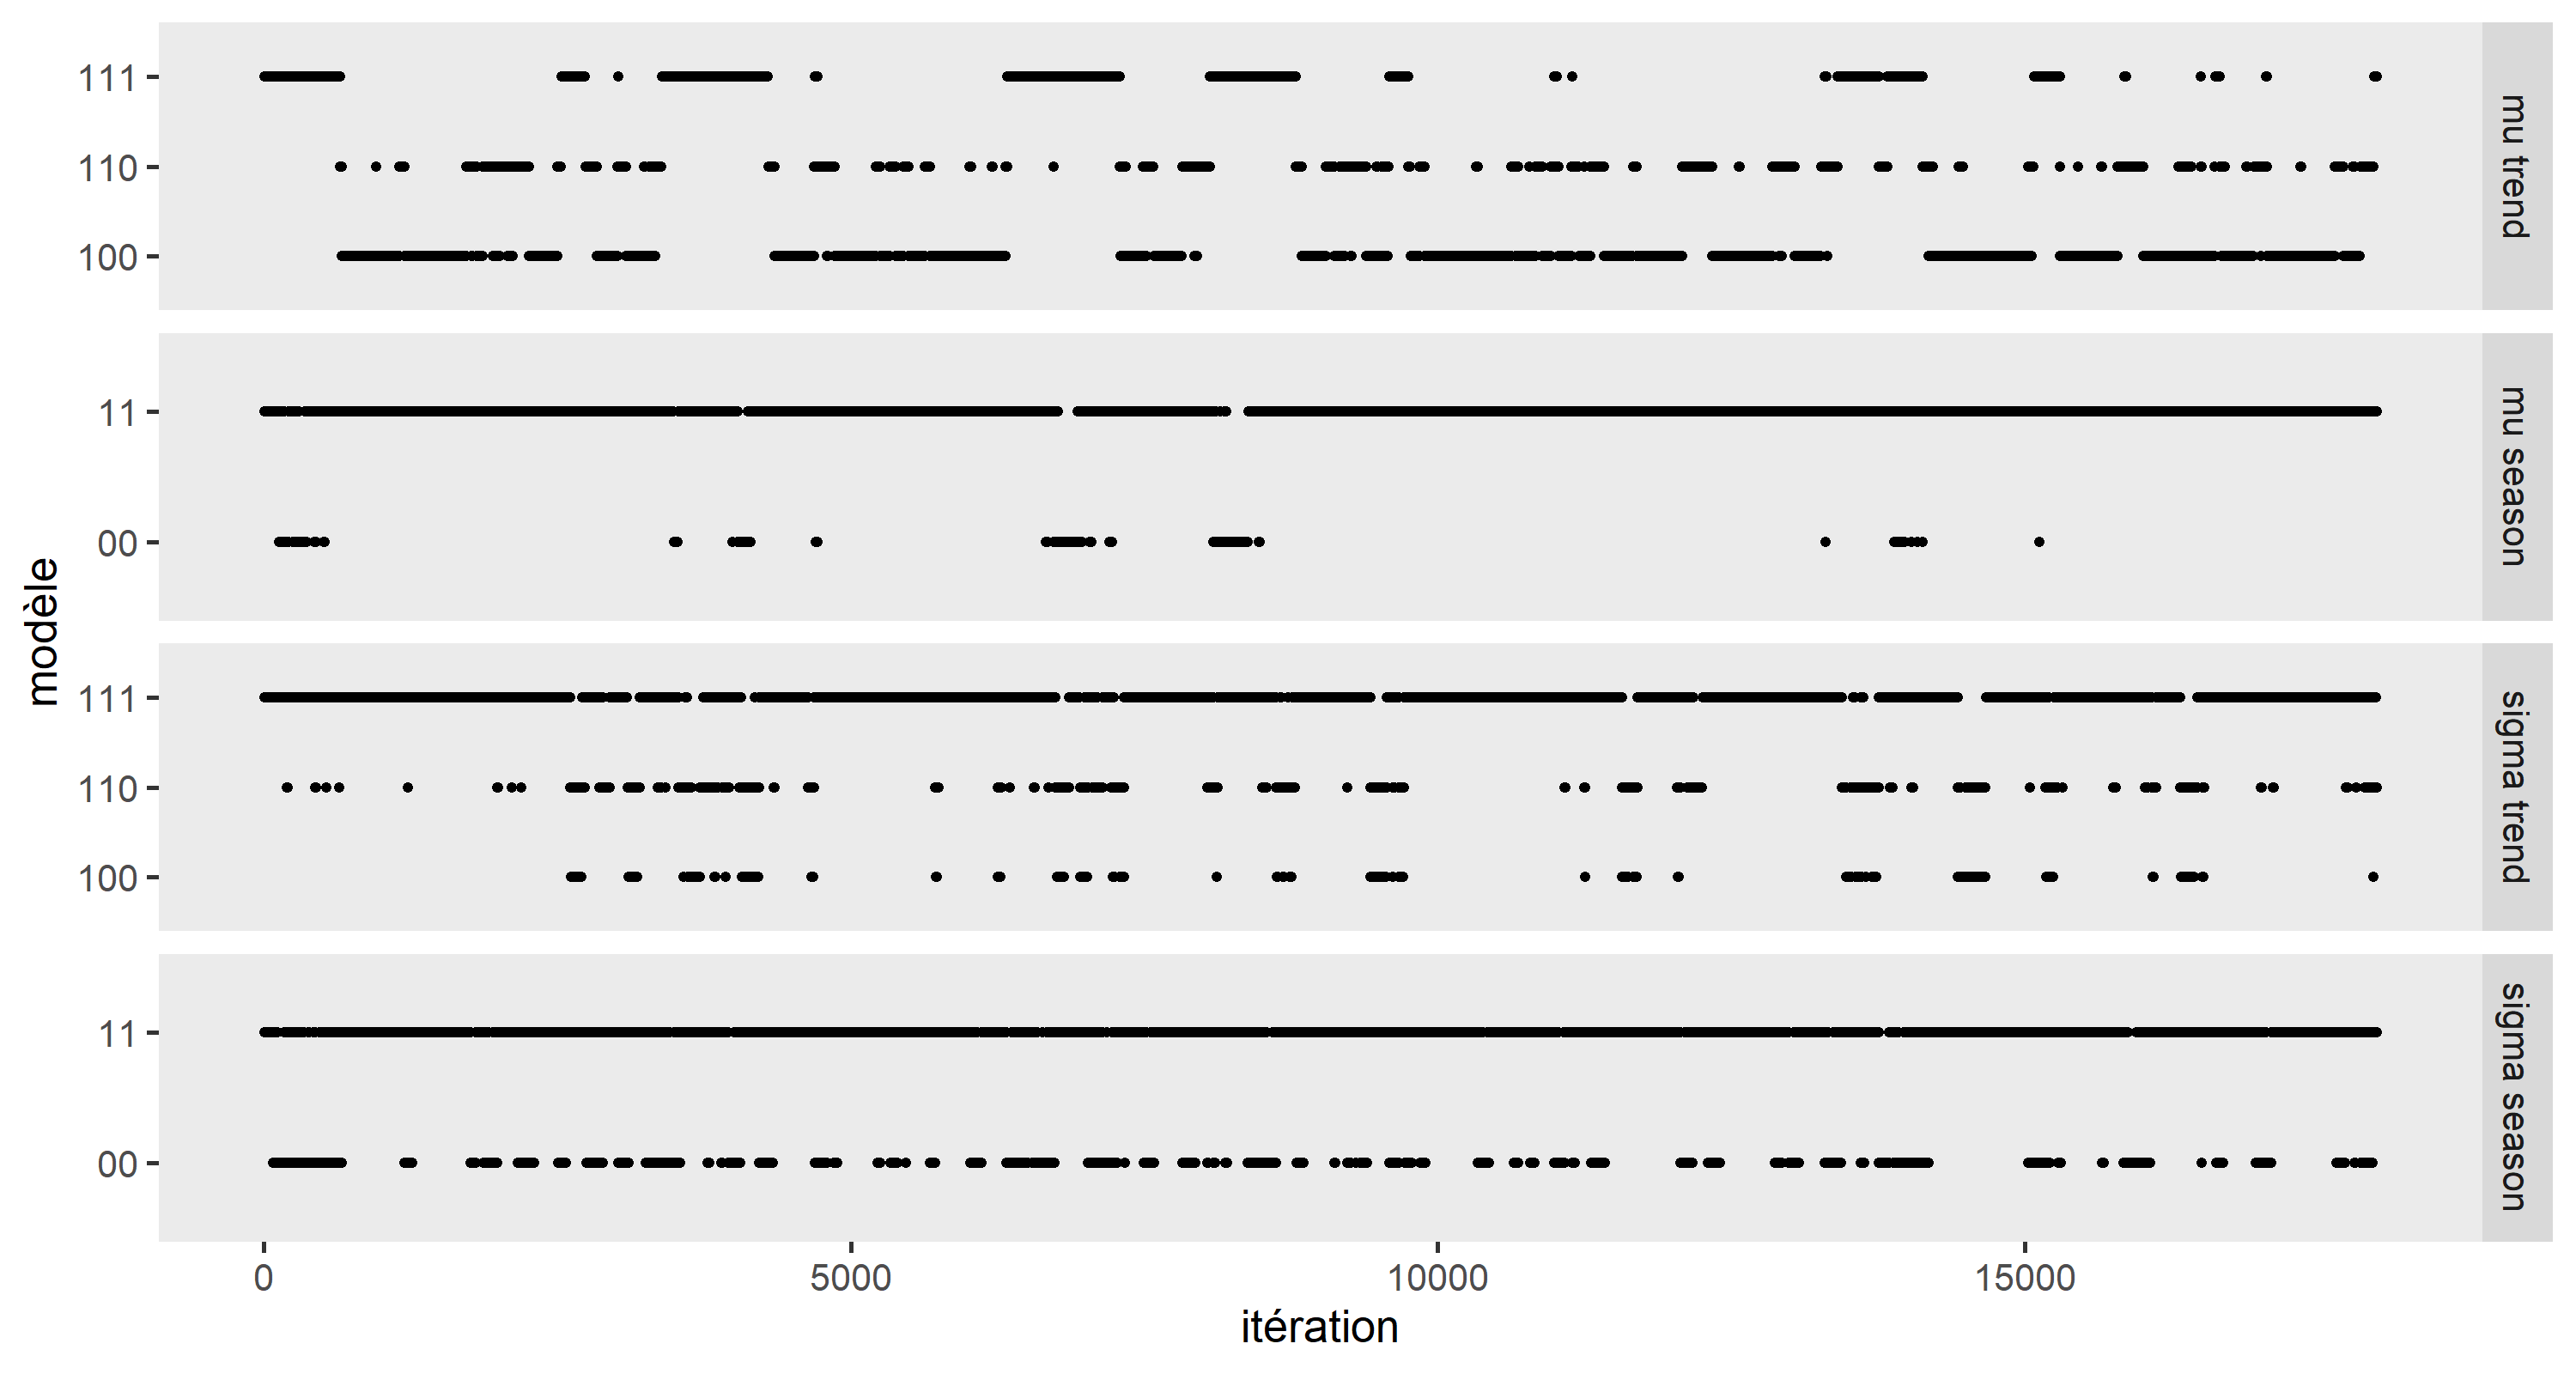 modèle
111
110
100
mu trend
11
00
mu season
111
110
100
sigma trend
11
00
sigma season
0 5000 10000 15000
itération